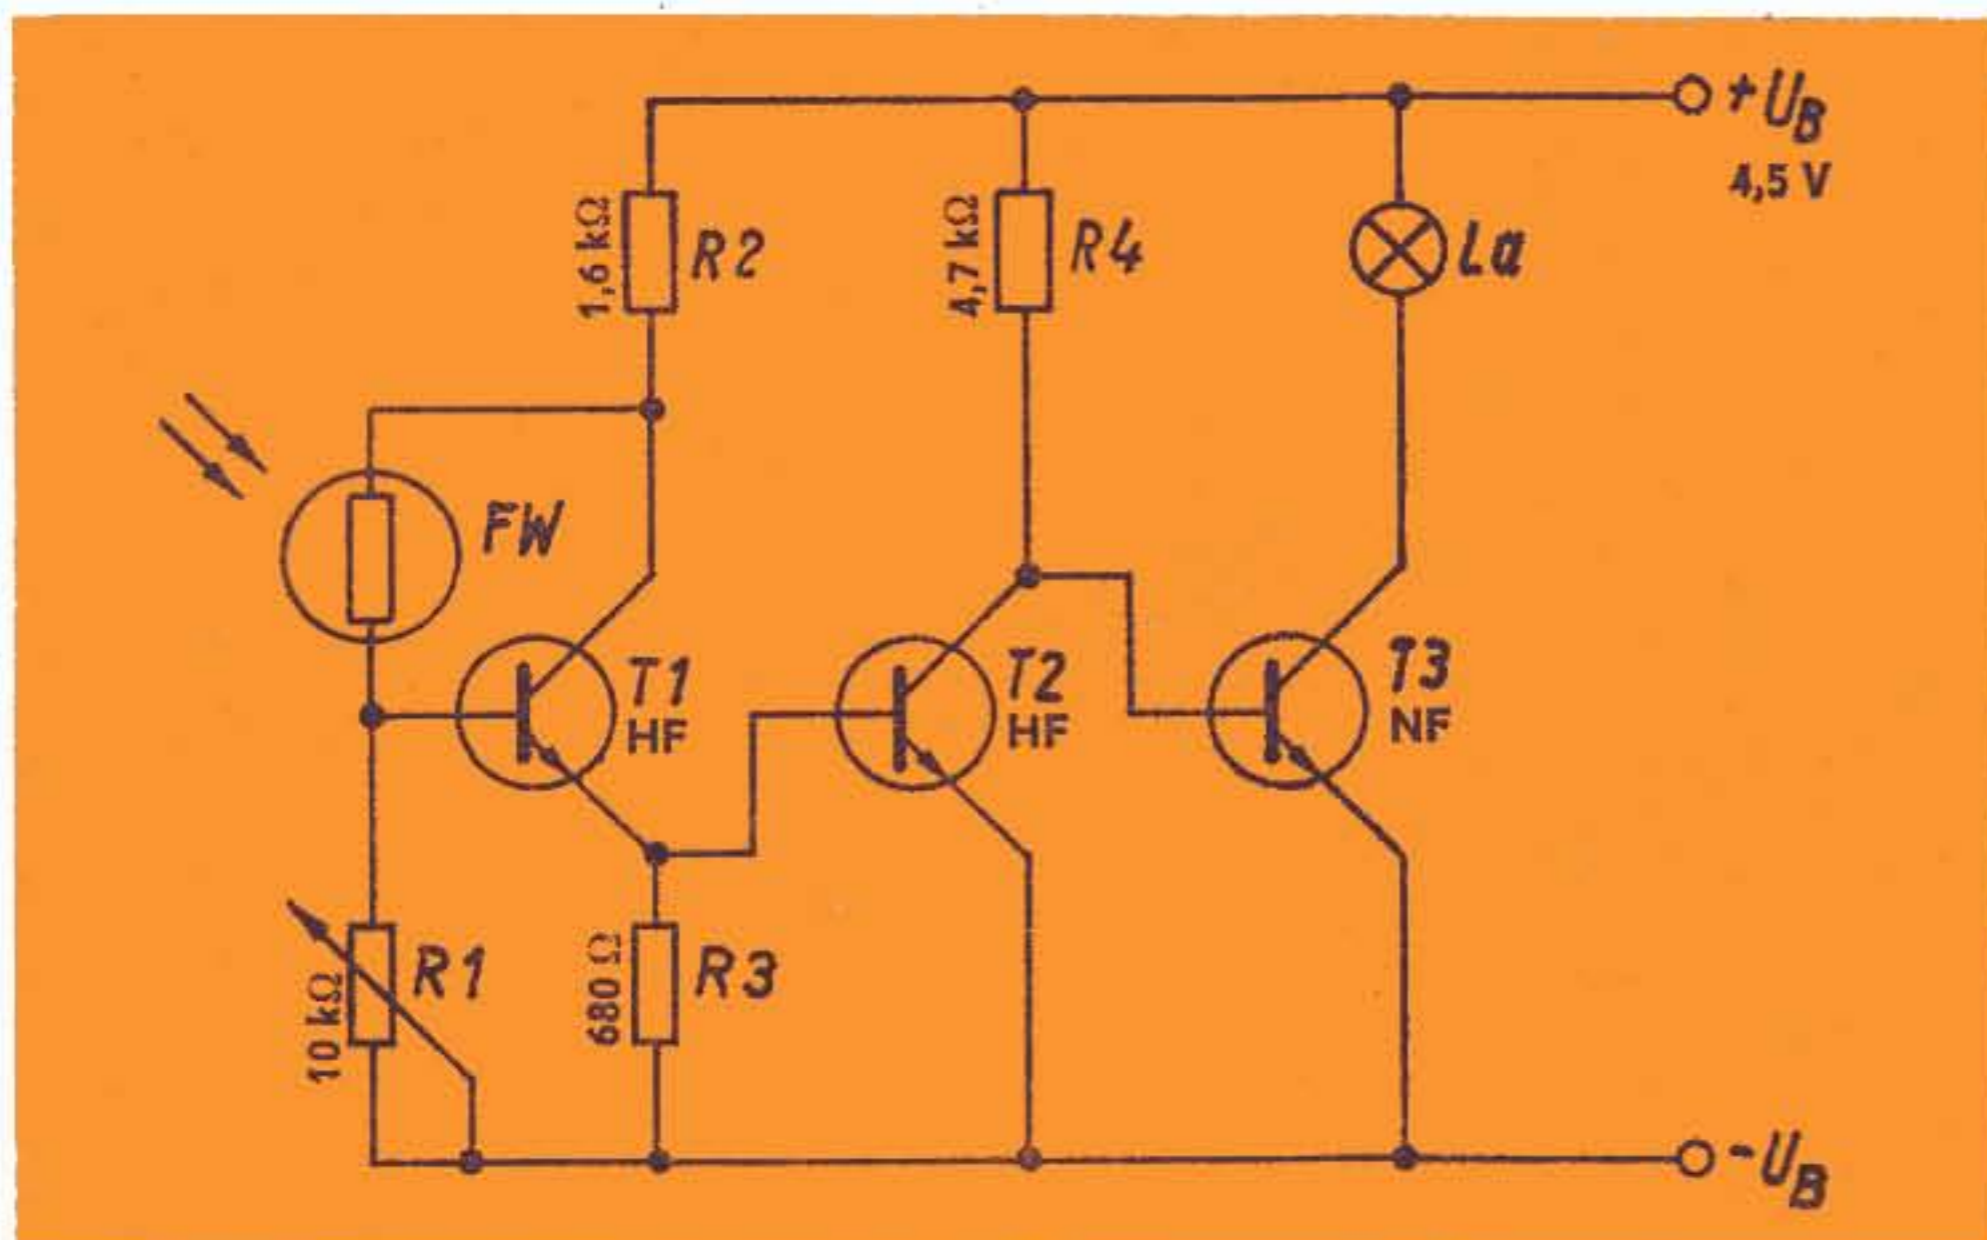 +UB
4,5 V
1,6 kΩ
R2
4,7 kΩ
R4
La
FW
T1
HF
T2
HF
T3
NF
10 kΩ
R1
680 Ω
R3
-UB